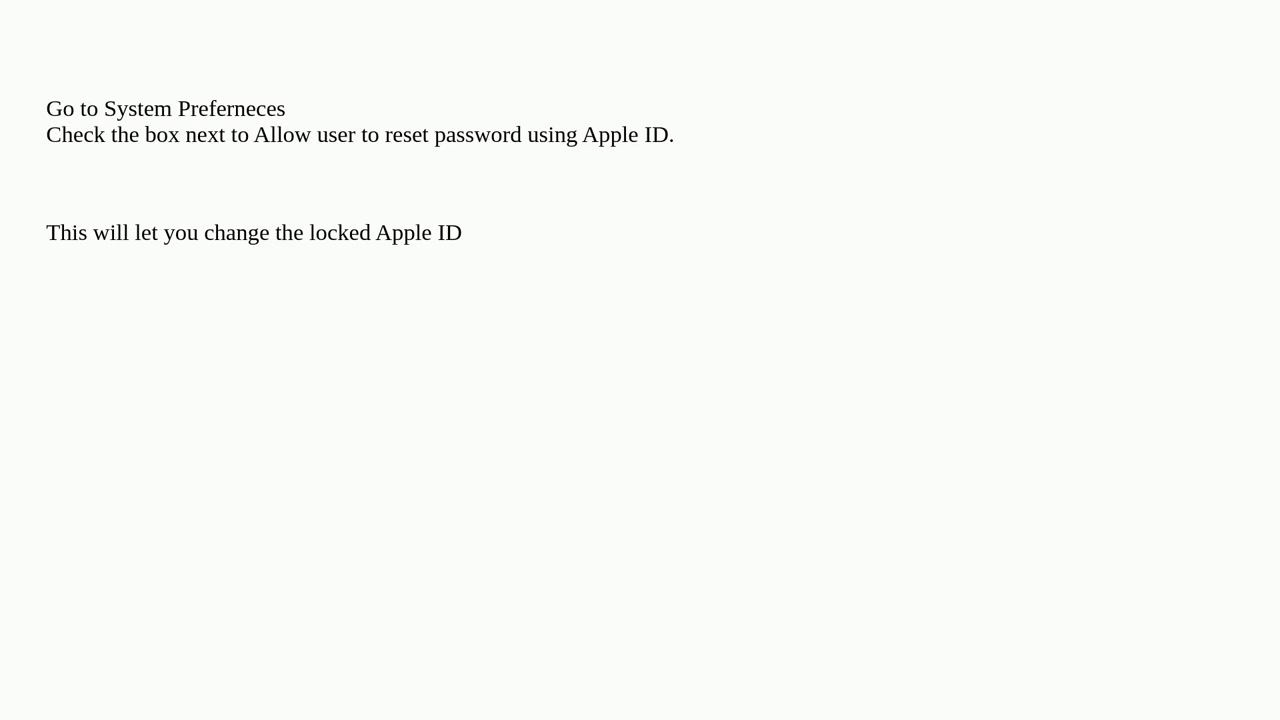 Go to System Preferneces
Check the box next to Allow user to reset password using Apple ID.
This will let you change the locked Apple ID